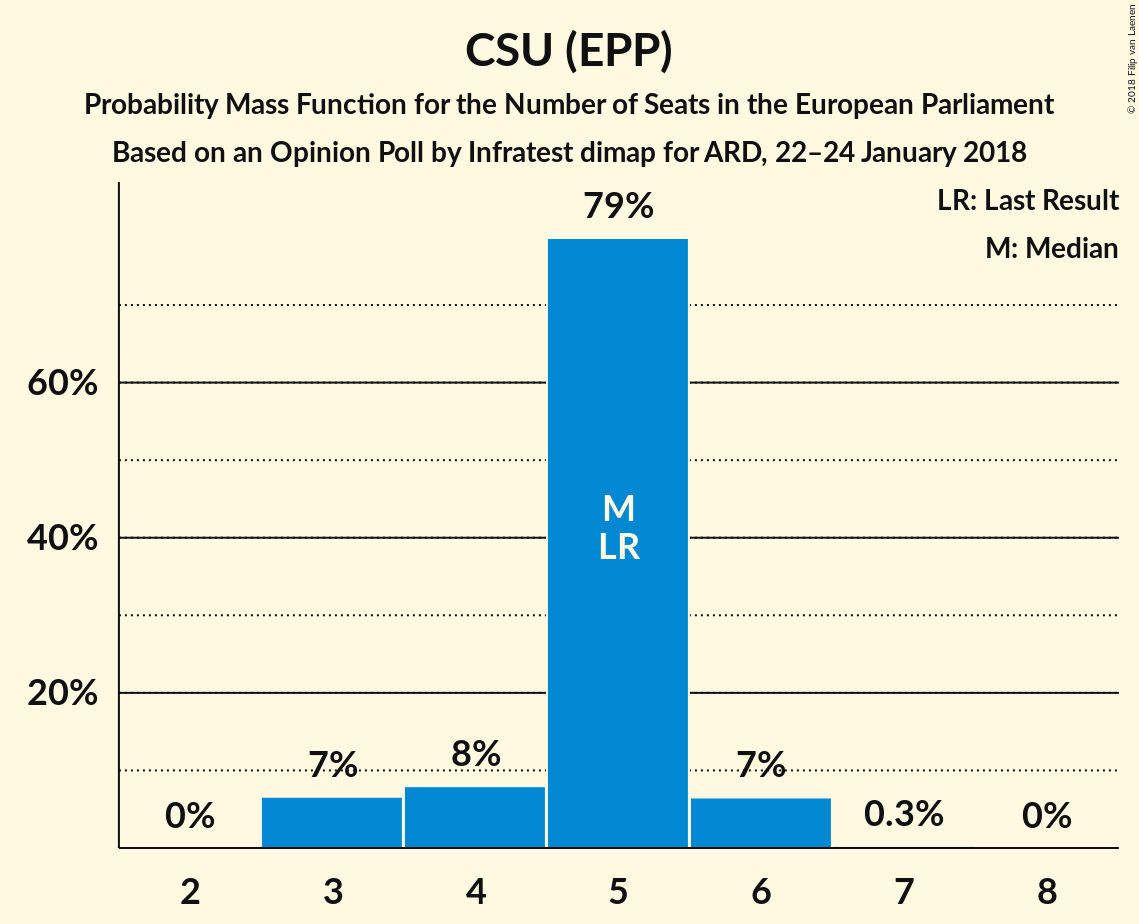 CSU (EPP)
Probability Mass Function for the Number of Seats in the European Parliament
Based on an Opinion Poll by Infratest dimap for ARD, 22–24 January 2018
© 2018 Filip van Laenen
LR: Last Result
M: Median
79%
60%
40%
20%
M
LR
0%
7%
8%
7%
0.3%
0%
2
3
4
5
6
7
8